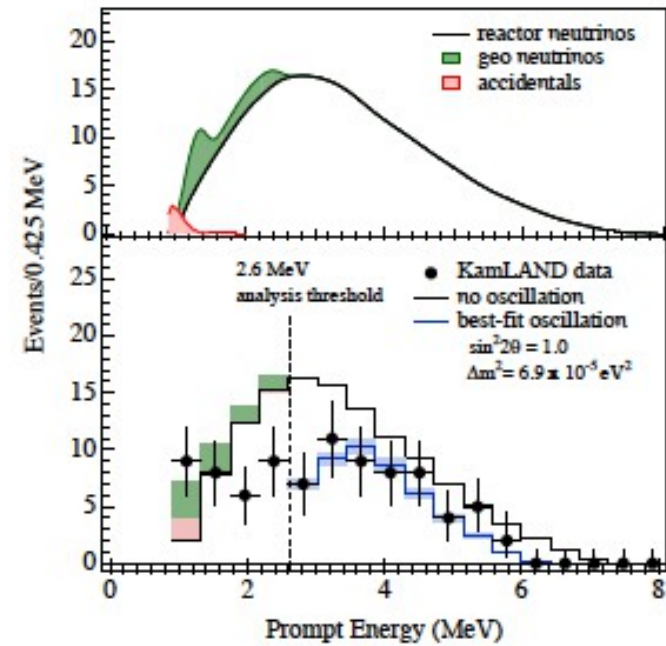 reactor neutrinos
geo neutrinos
accidentals
20
15
10
5
0
Events/0.425 MeV
2.6 MeV
analysis threshold
KamLAND data
no oscillation
best-fit oscillation
sin²2θ = 1.0
Δm²= 6.9 x 10⁻⁵ eV²
25
20
15
10
5
0
0 2 4 6 8
Prompt Energy (MeV)